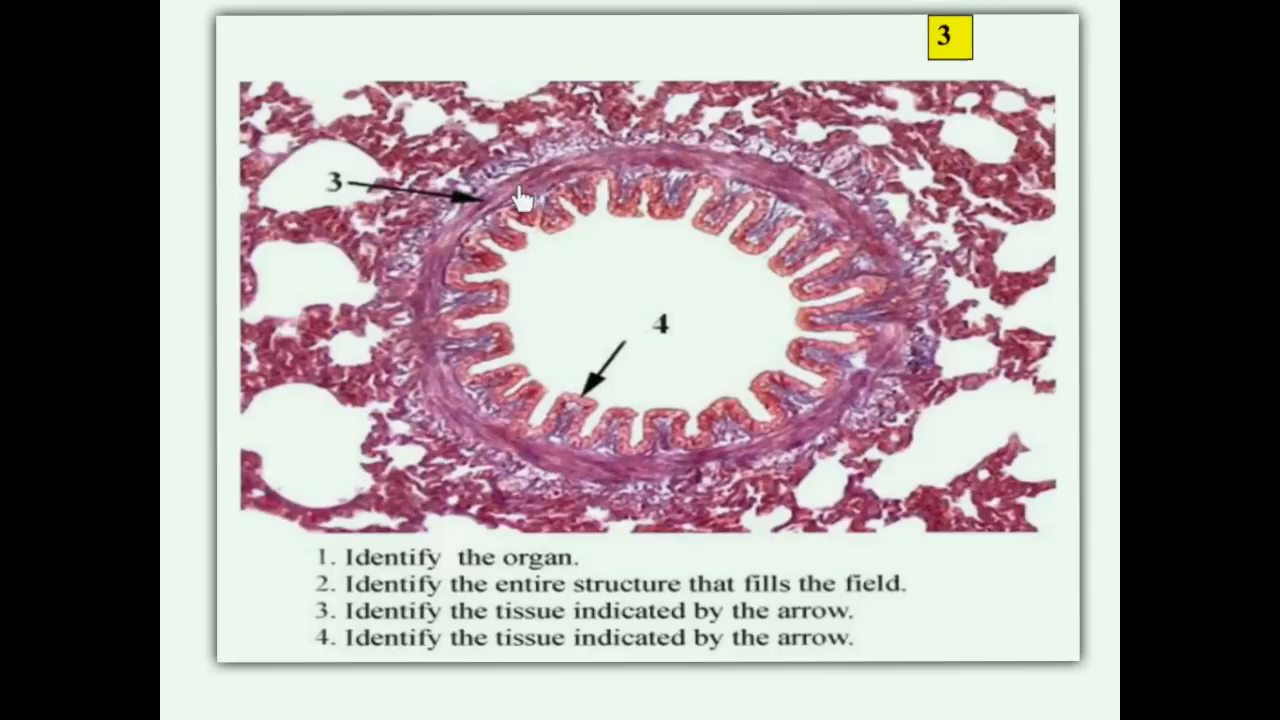 3
3
4
1. Identify the organ.
2. Identify the entire structure that fills the field.
3. Identify the tissue indicated by the arrow.
4. Identify the tissue indicated by the arrow.